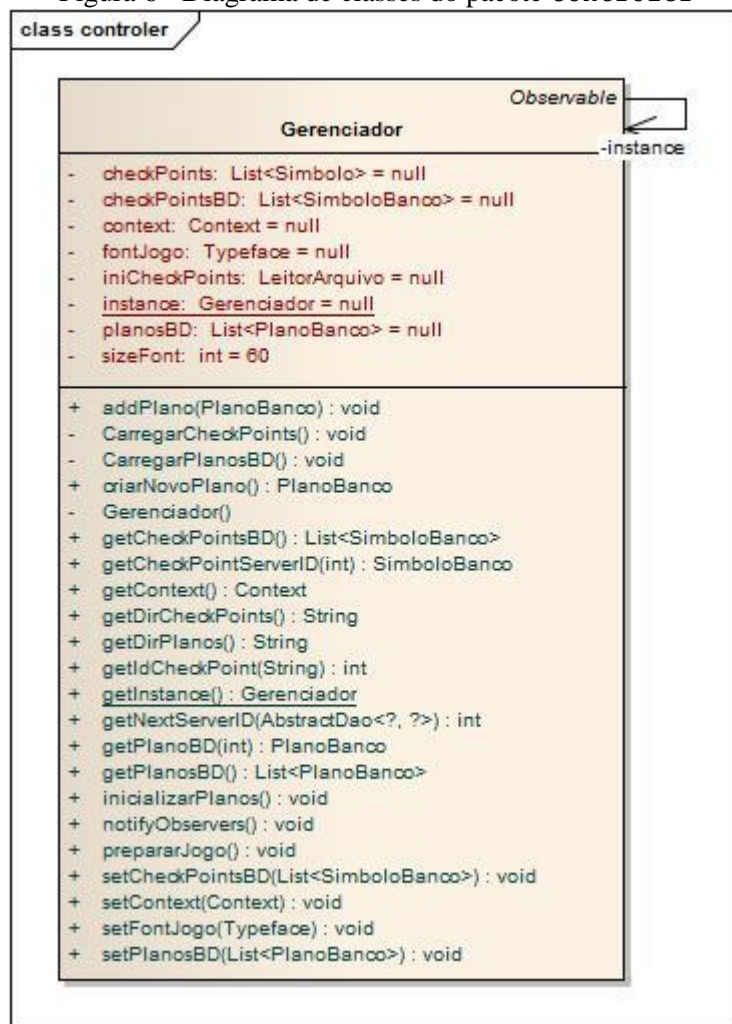 Figura 6 - Diagrama de classes do pacote controler
class controler
Observable
Gerenciador
-instance
- checkPoints: List<Simbolo> = null
- checkPointsBD: List<SimboloBanco> = null
- context: Context = null
- fontJogo: Typeface = null
- iniCheckPoints: LeitorArquivo = null
- instance: Gerenciador = null
- planosBD: List<PlanoBanco> = null
- sizeFont: int = 60
+ addPlano(PlanoBanco) : void
- CarregarCheckPoints() : void
- CarregarPlanosBD() : void
+ criarNovoPlano() : PlanoBanco
- Gerenciador()
+ getCheckPointsBD() : List<SimboloBanco>
+ getCheckPointServerID(int) : SimboloBanco
+ getContext() : Context
+ getDirCheckPoints() : String
+ getDirPlanos() : String
+ getIdCheckPoint(String) : int
+ getInstance() : Gerenciador
+ getNextServerID(AbstractDao<?, ?>) : int
+ getPlanoBD(int) : PlanoBanco
+ getPlanosBD() : List<PlanoBanco>
+ inicializarPlanos() : void
+ notifyObservers() : void
+ prepararJogo() : void
+ setCheckPointsBD(List<SimboloBanco>) : void
+ setContext(Context) : void
+ setFontJogo(Typeface) : void
+ setPlanosBD(List<PlanoBanco>) : void